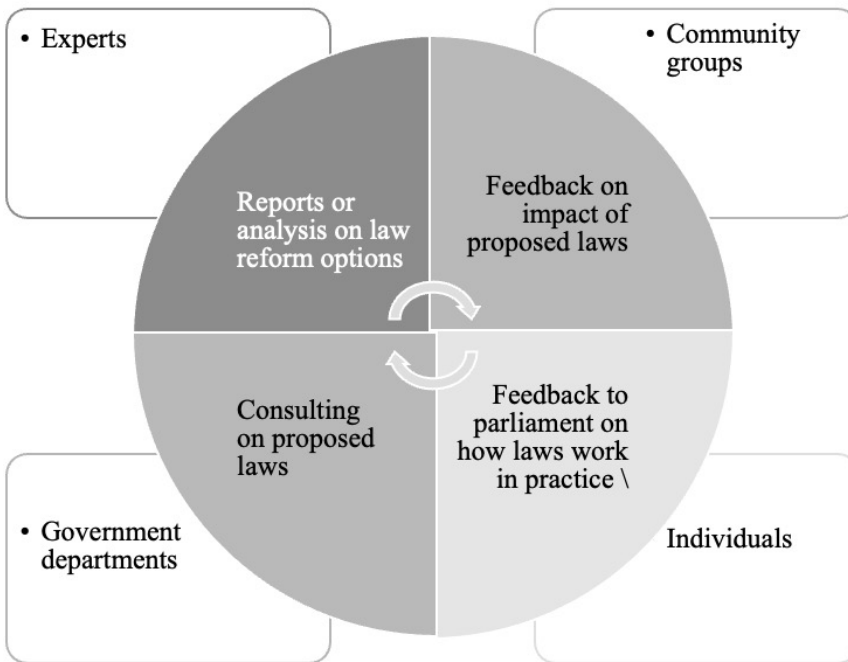 • Experts
• Community
groups
Reports or
analysis on law
reform options
Feedback on
impact of
proposed laws
Consulting
on proposed
laws
Feedback to
parliament on
how laws work
in practice \
• Government
departments
Individuals